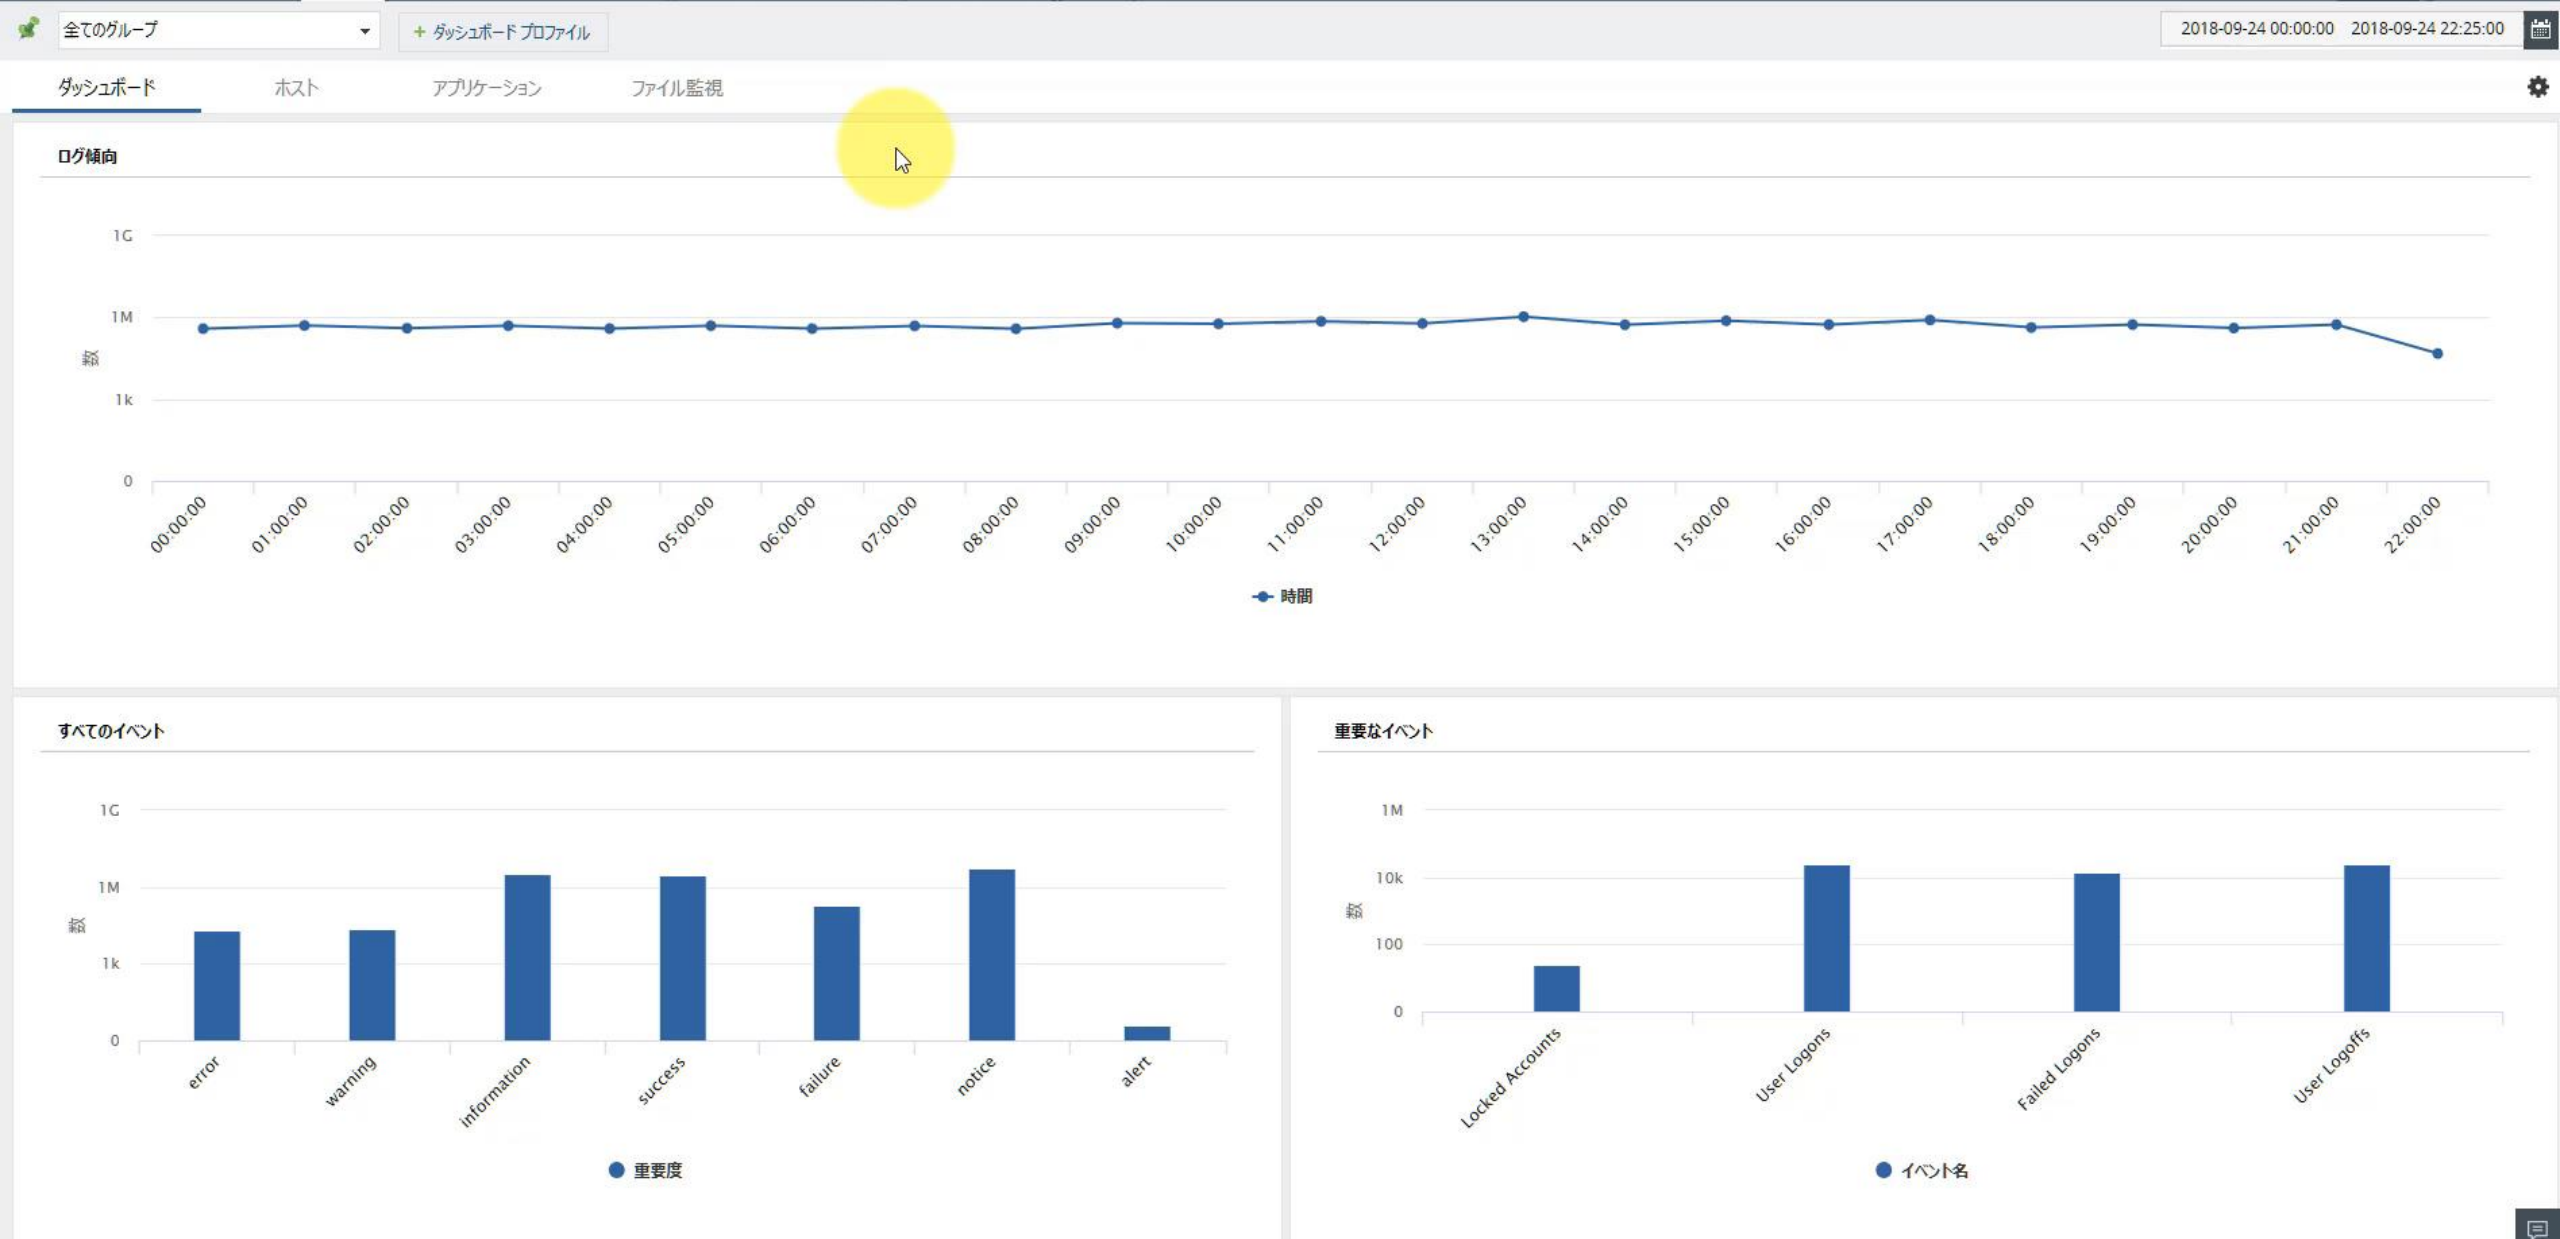 全てのグループ
+ ダッシュボード プロファイル
2018-09-24 00:00:00 2018-09-24 22:25:00
ダッシュボード ホスト アプリケーション ファイル監視
ログ傾向
1G
1M
数
1k
0
00:00:00 01:00:00 02:00:00 03:00:00 04:00:00 05:00:00 06:00:00 07:00:00 08:00:00 09:00:00 10:00:00 11:00:00 12:00:00 13:00:00 14:00:00 15:00:00 16:00:00 17:00:00 18:00:00 19:00:00 20:00:00 21:00:00 22:00:00
時間
すべてのイベント
1G
1M
数
1k
0
error warning information success failure notice alert
重要度
重要なイベント
1M
10k
数
100
0
Locked Accounts User Logons Failed Logons User Logoffs
イベント名